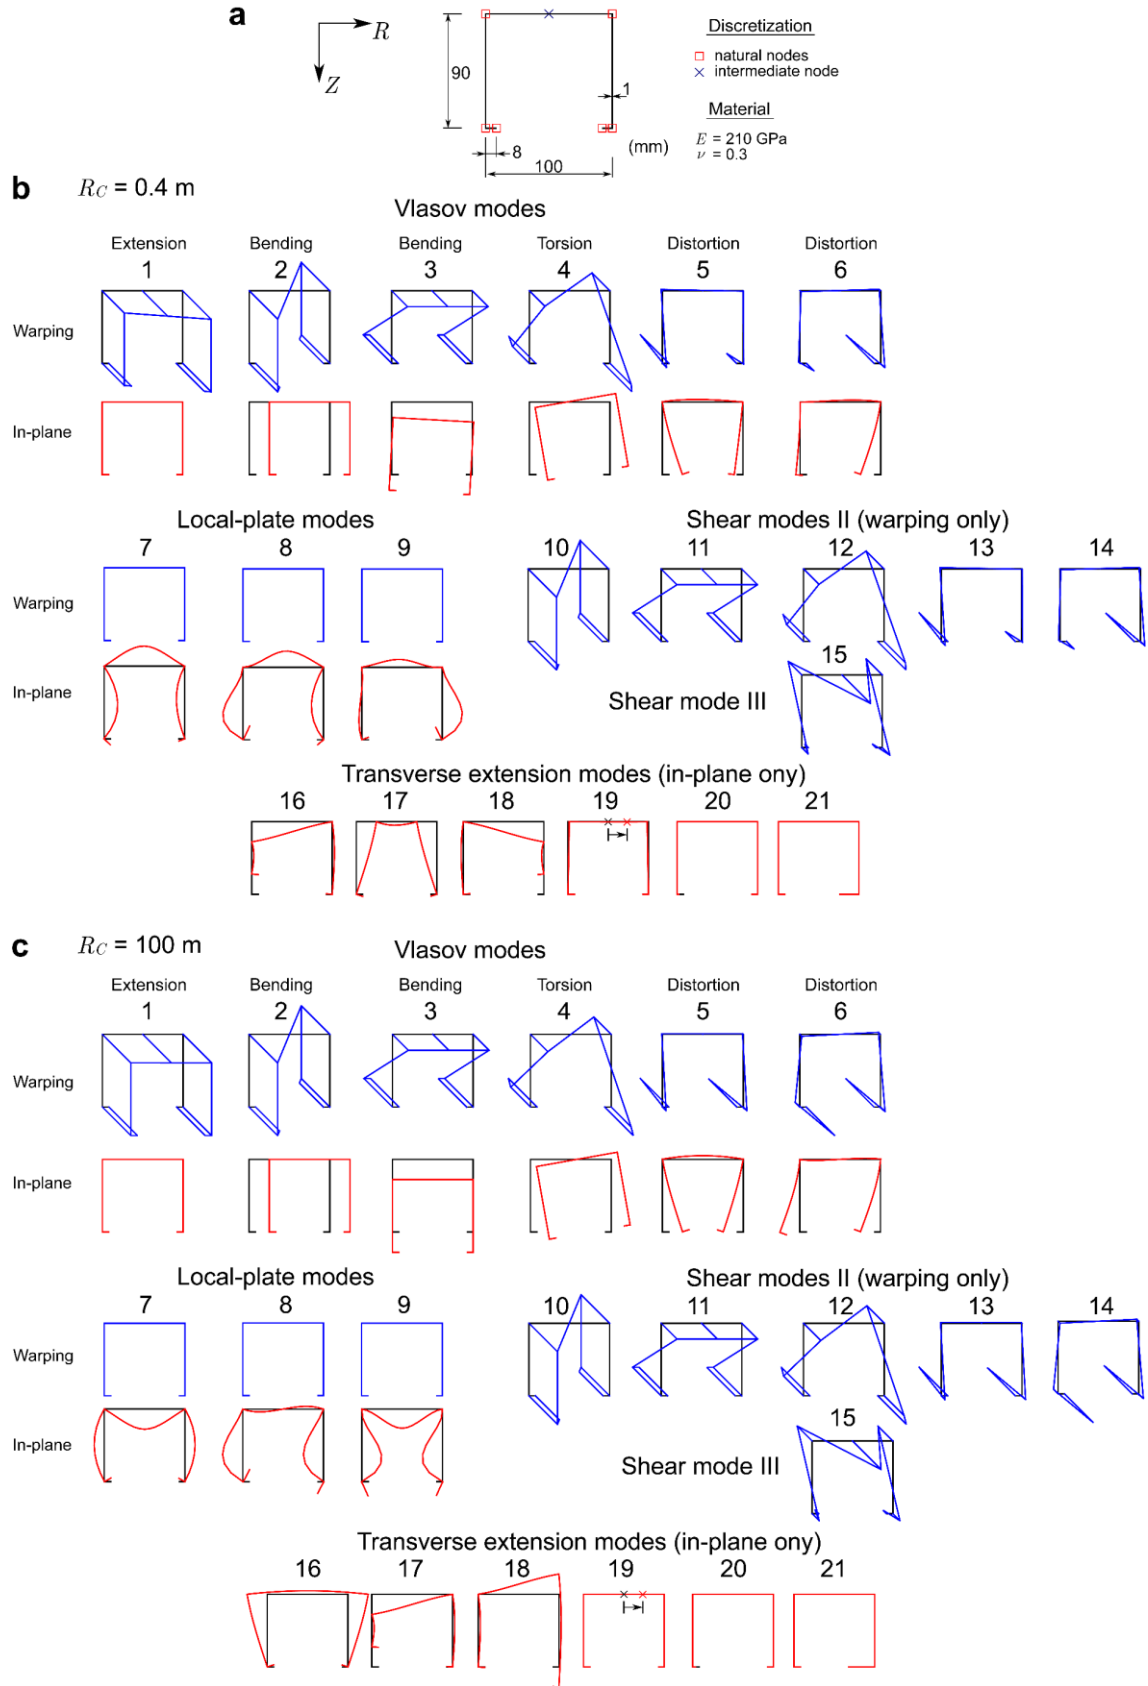 a
R
Z
90
1
8
100
(mm)
Discretization
natural nodes
intermediate node
Material
E = 210 GPa
ν = 0.3
b
R_C = 0.4 m
Vlasov modes
Extension Bending Bending Torsion Distortion Distortion
1 2 3 4 5 6
Warping
In-plane
Local-plate modes
7 8 9
Warping
In-plane
Shear modes II (warping only)
10 11 12 13 14
15
Shear mode III
Transverse extension modes (in-plane ony)
16 17 18 19 20 21
c
R_C = 100 m
Vlasov modes
Extension Bending Bending Torsion Distortion Distortion
1 2 3 4 5 6
Warping
In-plane
Local-plate modes
7 8 9
Warping
In-plane
Shear modes II (warping only)
10 11 12 13 14
15
Shear mode III
Transverse extension modes (in-plane ony)
16 17 18 19 20 21